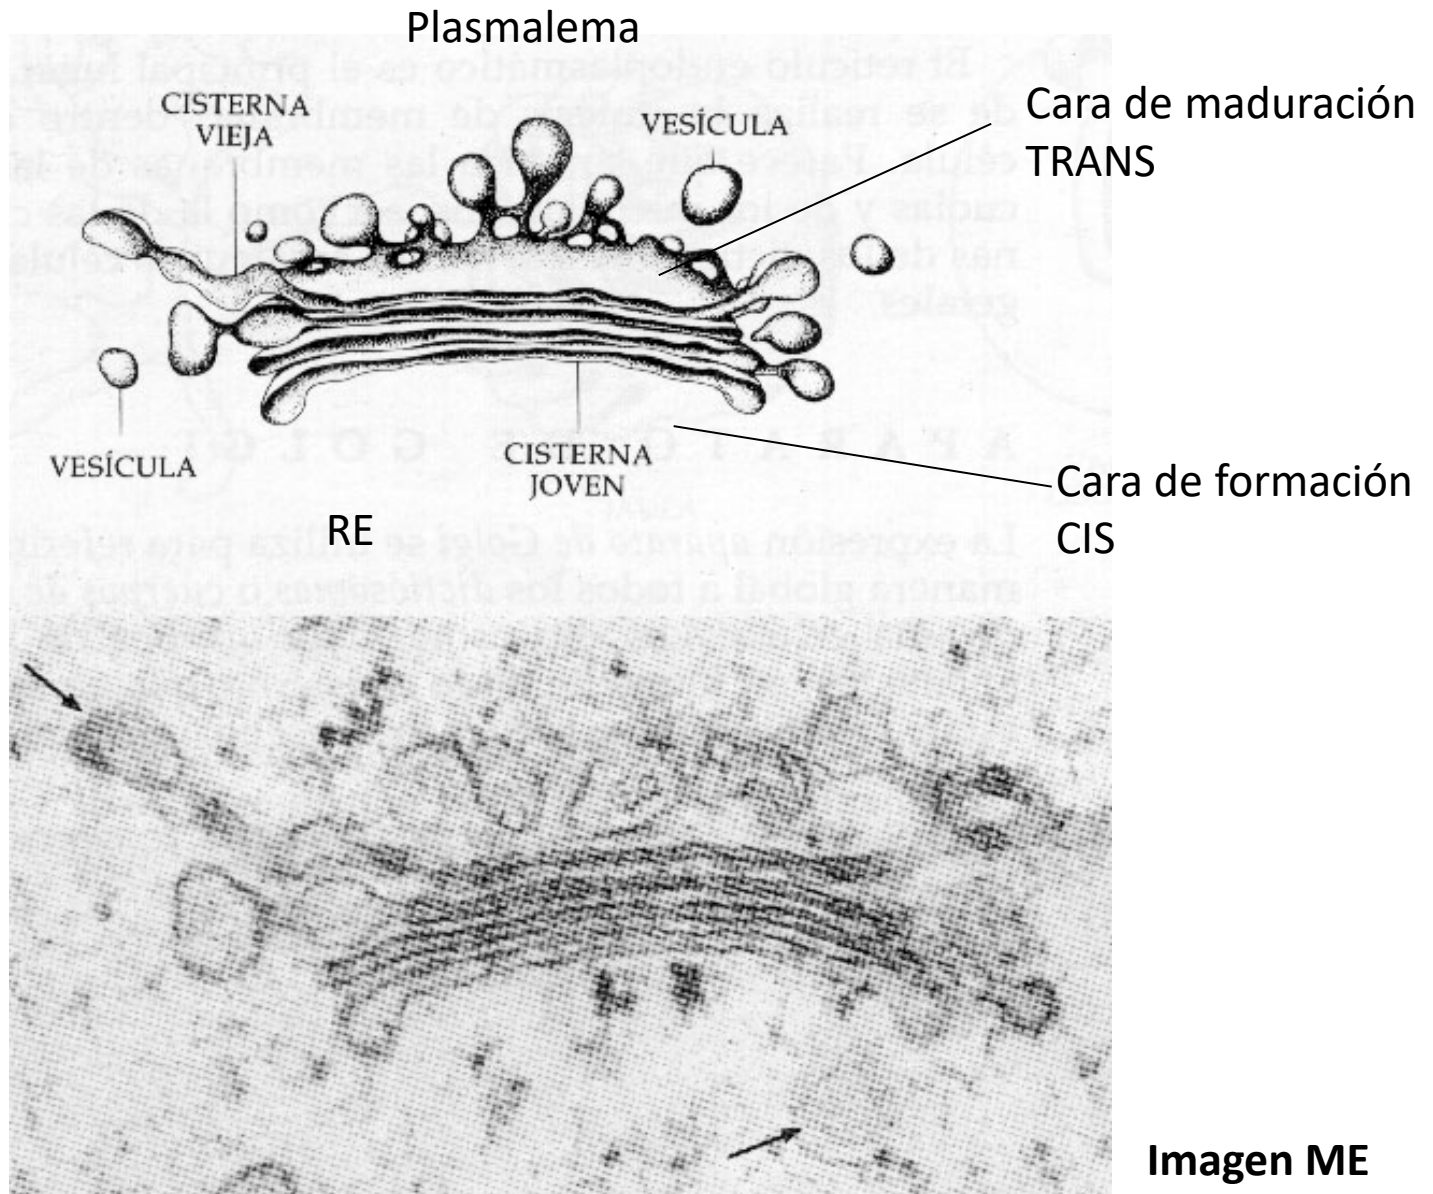 Plasmalema
CISTERNA
VIEJA
VESÍCULA
Cara de maduración
TRANS
VESÍCULA
CISTERNA
JOVEN
Cara de formación
CIS
RE
Imagen ME